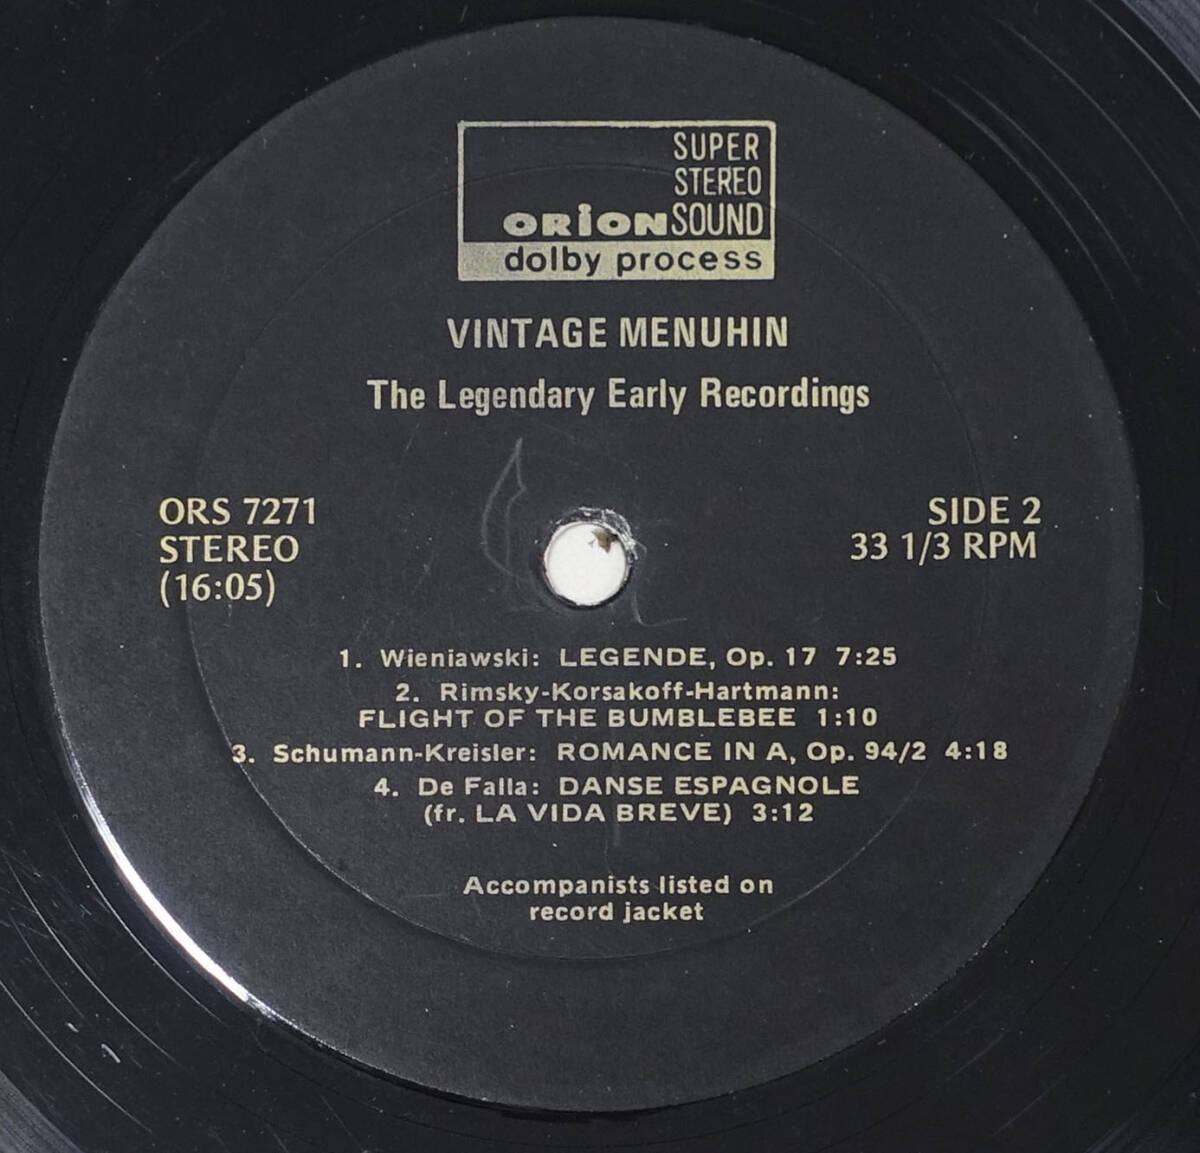 SUPER
STEREO
ORION SOUND
dolby process
VINTAGE MENUHIN
The Legendary Early Recordings
ORS 7271
STEREO
(16:05)
SIDE 2
33 1/3 RPM
1. Wieniawski: LEGENDE, Op. 17 7:25
2. Rimsky-Korsakoff-Hartmann:
FLIGHT OF THE BUMBLEBEE 1:10
3. Schumann-Kreisler: ROMANCE IN A, Op. 94/2 4:18
4. De Falla: DANSE ESPAGNOLE
(fr. LA VIDA BREVE) 3:12
Accompanists listed on
record jacket